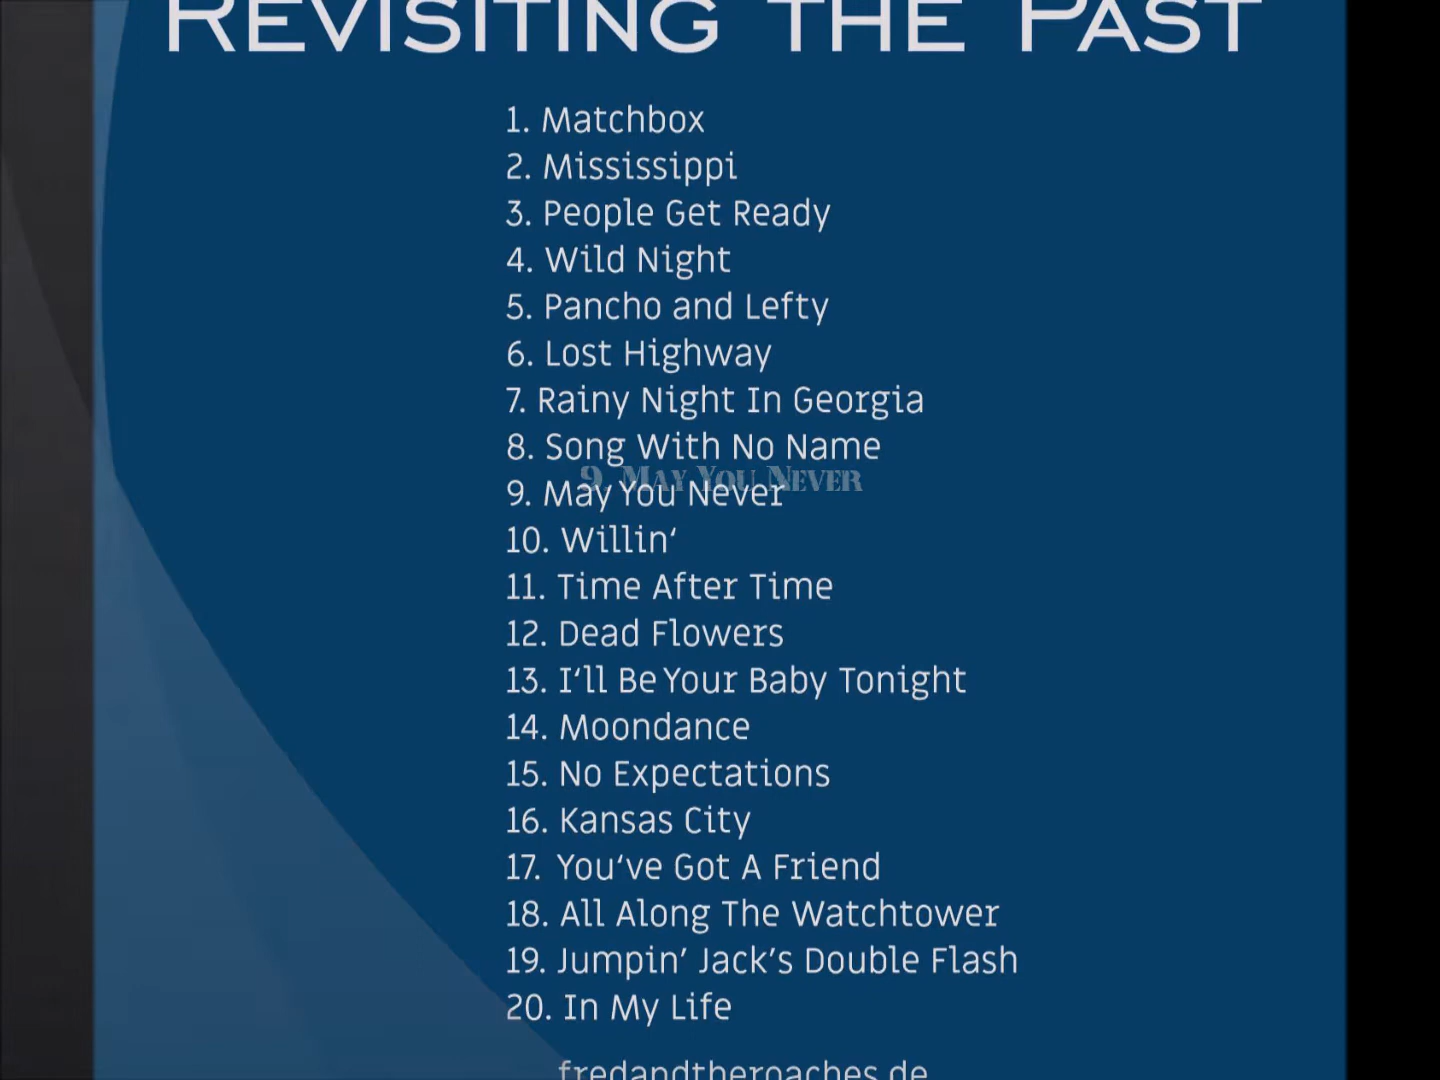 REVISITING THE PAST
1. Matchbox
2. Mississippi
3. People Get Ready
4. Wild Night
5. Pancho and Lefty
6. Lost Highway
7. Rainy Night In Georgia
8. Song With No Name
9. MAY YOU NEVER
9. May You Never
10. Willin‘
11. Time After Time
12. Dead Flowers
13. I‘ll Be Your Baby Tonight
14. Moondance
15. No Expectations
16. Kansas City
17. You‘ve Got A Friend
18. All Along The Watchtower
19. Jumpin’ Jack’s Double Flash
20. In My Life
fredandtheroaches.de